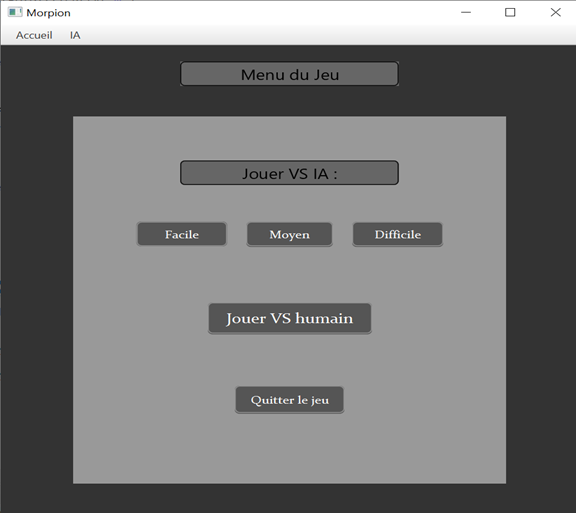 Morpion
Accueil IA
Menu du Jeu
Jouer VS IA :
Facile Moyen Difficile
Jouer VS humain
Quitter le jeu